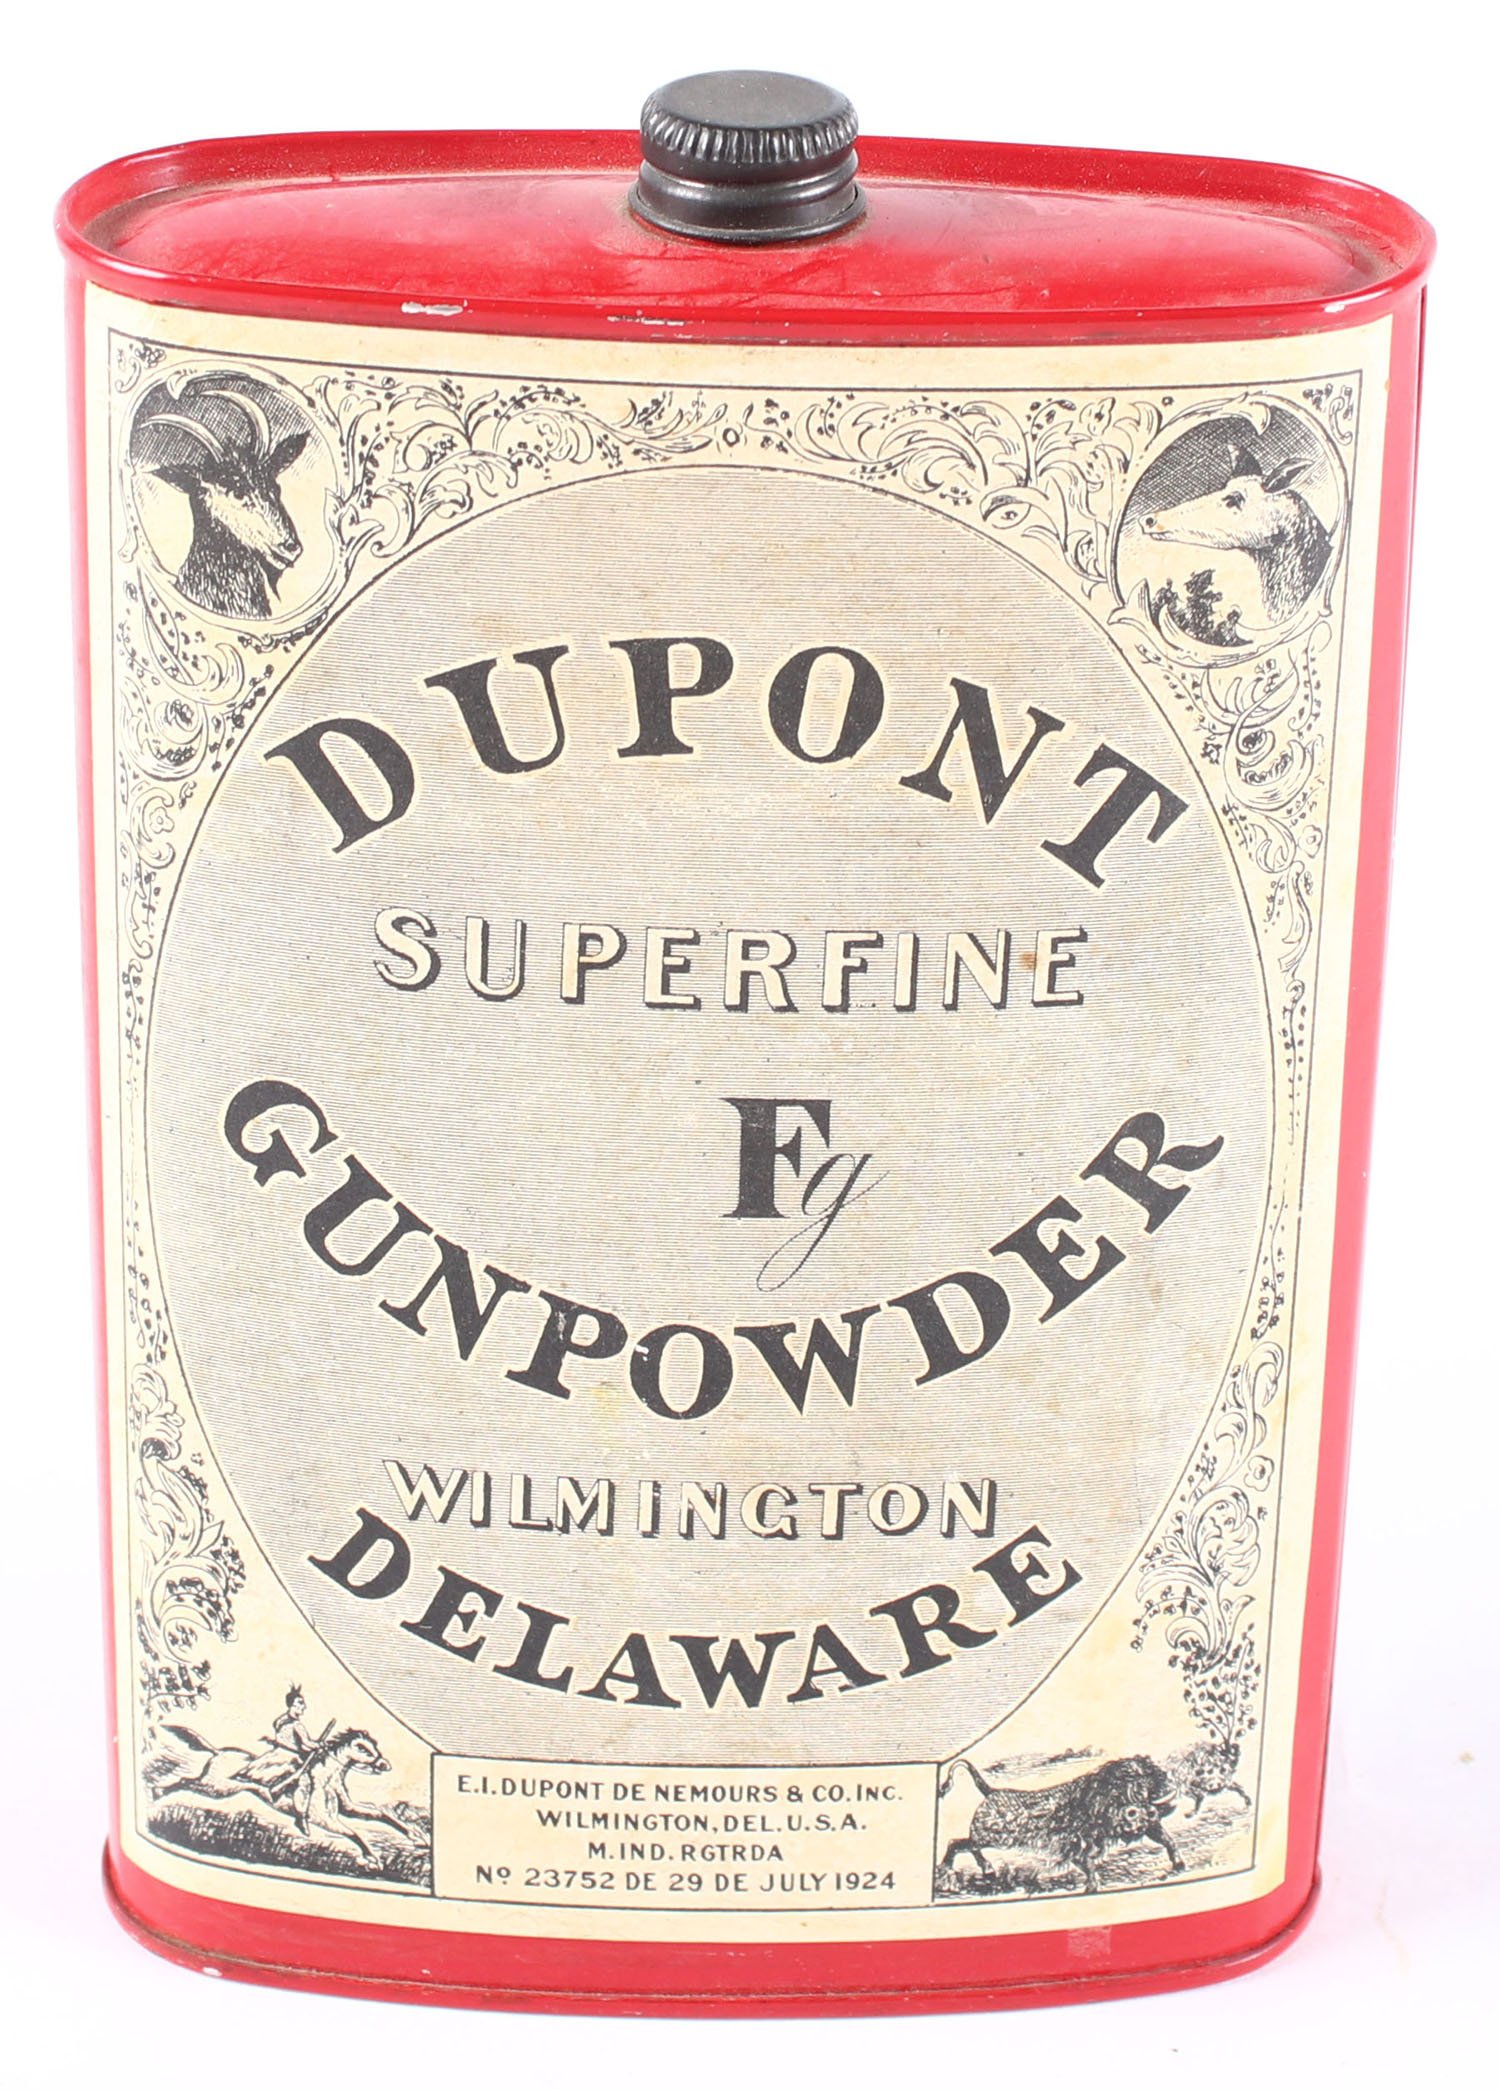 DUPONT
SUPERFINE
Fg
GUNPOWDER
WILMINGTON
DELAWARE
E.I. DUPONT DE NEMOURS & CO. INC.
WILMINGTON, DEL. U.S.A.
M. IND. RGTRDA
Nº 23752 DE 29 DE JULY 1924